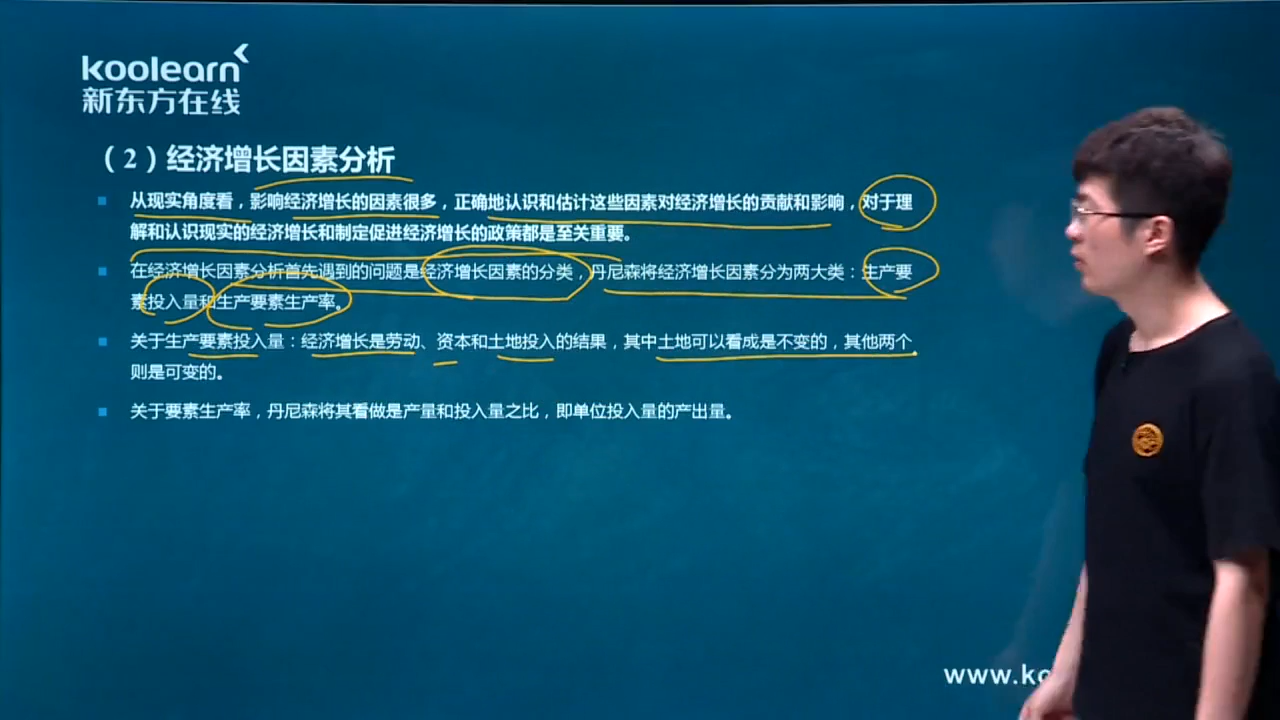 koolearn
新东方在线
（2）经济增长因素分析
从现实角度看，影响经济增长的因素很多，正确地认识和估计这些因素对经济增长的贡献和影响，对于理
解和认识现实的经济增长和制定促进经济增长的政策都是至关重要。
在经济增长因素分析首先遇到的问题是经济增长因素的分类，丹尼森将经济增长因素分为两大类：生产要
素投入量和生产要素生产率。
关于生产要素投入量：经济增长是劳动、资本和土地投入的结果，其中土地可以看成是不变的，其他两个
则是可变的。
关于要素生产率，丹尼森将其看做是产量和投入量之比，即单位投入量的产出量。
www.ko